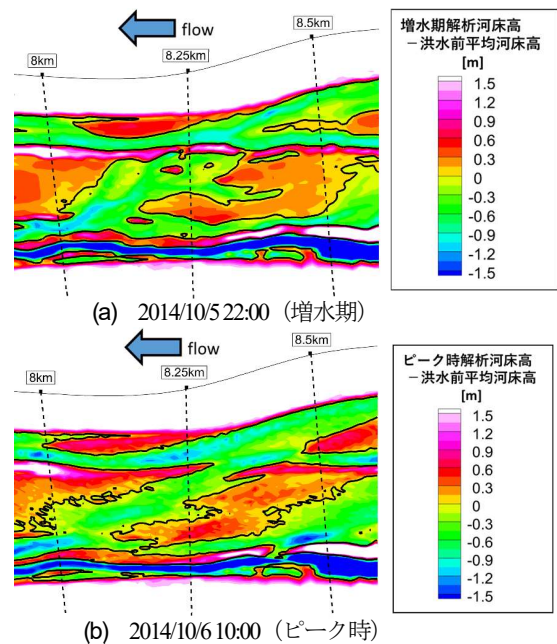 flow
8km
8.25km
8.5km
増水期解析河床高
－洪水前平均河床高
[m]
1.5
1.2
0.9
0.6
0.3
0
-0.3
-0.6
-0.9
-1.2
-1.5
(a) 2014/10/5 22:00（増水期）
flow
8km
8.25km
8.5km
ピーク時解析河床高
－洪水前平均河床高
[m]
1.5
1.2
0.9
0.6
0.3
0
-0.3
-0.6
-0.9
-1.2
-1.5
(b) 2014/10/6 10:00（ピーク時）